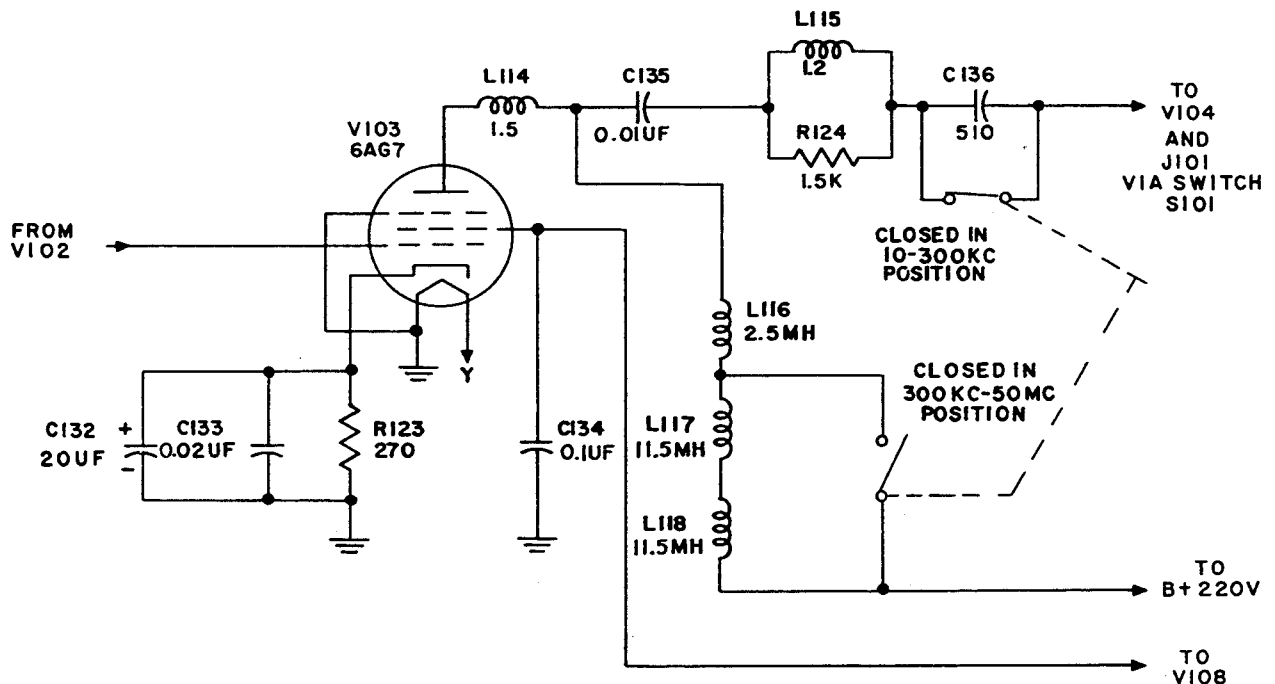 L115
1.2
L114
1.5
C135
0.01UF
R124
1.5K
C136
510
TO
V104
AND
J101
VIA SWITCH
S101
V103
6AG7
FROM
V102
CLOSED IN
10-300KC
POSITION
L116
2.5MH
CLOSED IN
300KC-50MC
POSITION
Y
C132
20UF
+
-
C133
0.02UF
R123
270
C134
0.1UF
L117
11.5MH
L118
11.5MH
TO
B+220V
TO
V108